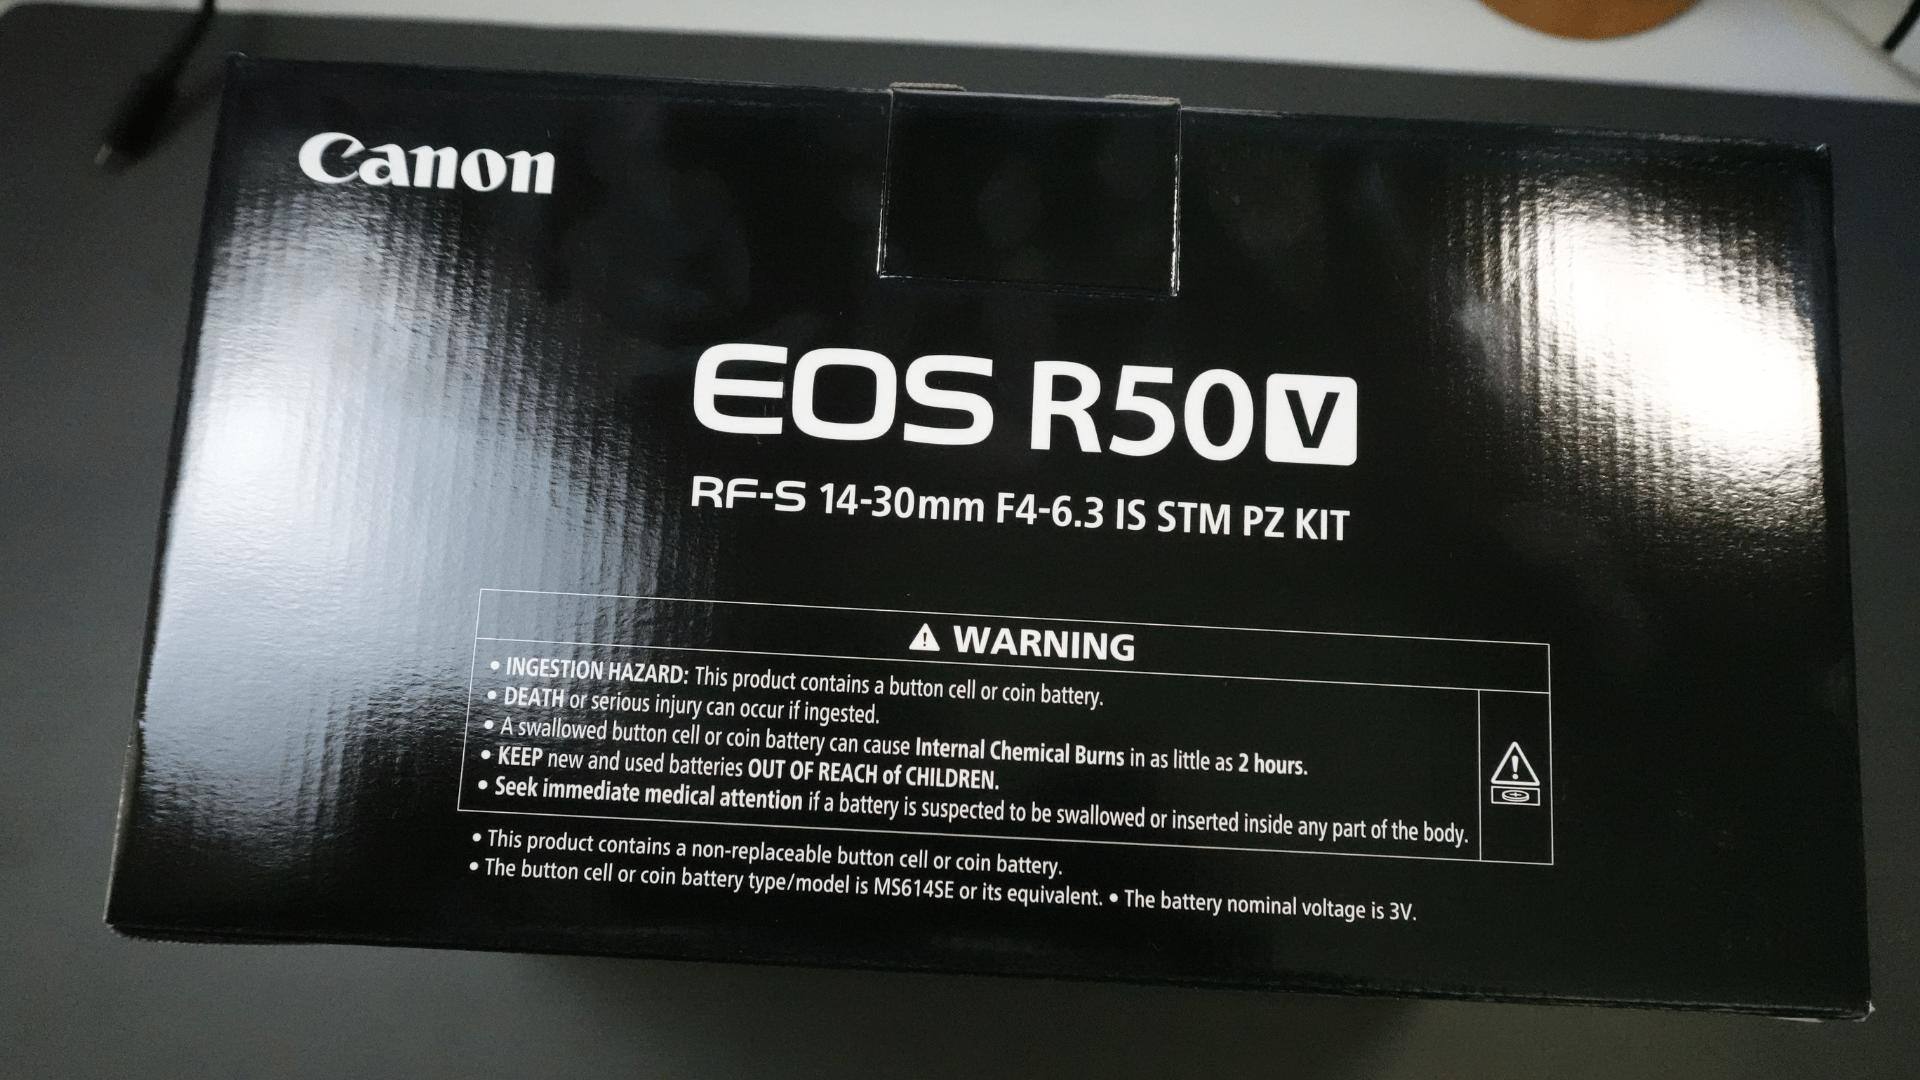 Canon
EOS R50 V
RF-S 14-30mm F4-6.3 IS STM PZ KIT
⚠ WARNING
• INGESTION HAZARD: This product contains a button cell or coin battery.
• DEATH or serious injury can occur if ingested.
• A swallowed button cell or coin battery can cause Internal Chemical Burns in as little as 2 hours.
• KEEP new and used batteries OUT OF REACH of CHILDREN.
• Seek immediate medical attention if a battery is suspected to be swallowed or inserted inside any part of the body.
• This product contains a non-replaceable button cell or coin battery.
• The button cell or coin battery type/model is MS614SE or its equivalent. • The battery nominal voltage is 3V.